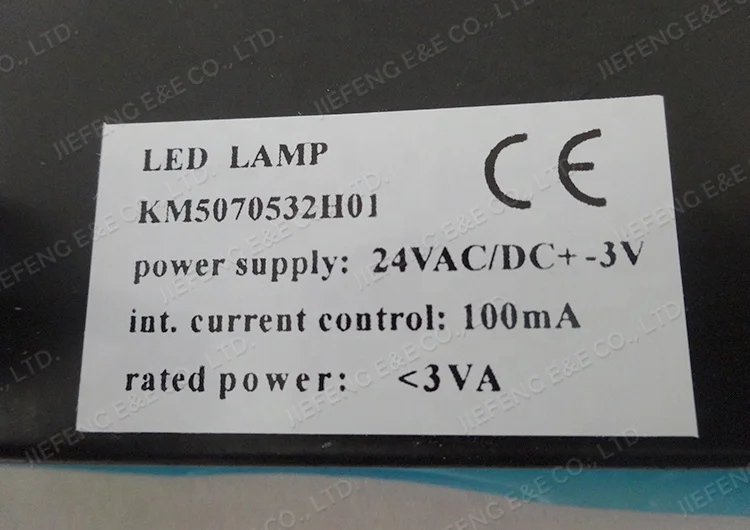 LED LAMP
CE
KM5070532H01
power supply: 24VAC/DC+-3V
int. current control: 100mA
rated power: <3VA
JIEFENG E&E CO., LTD.